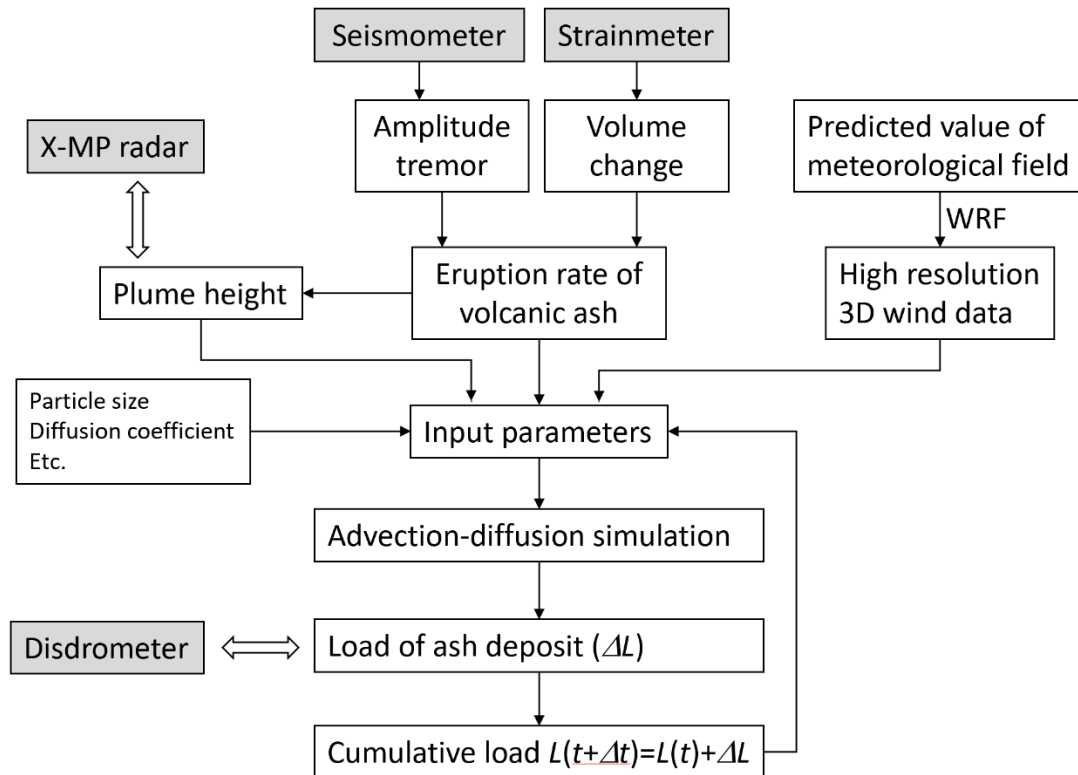 Seismometer
Strainmeter
Amplitude
tremor
Volume
change
Predicted value of
meteorological field
X-MP radar
WRF
Plume height
Eruption rate of
volcanic ash
High resolution
3D wind data
Particle size
Diffusion coefficient
Etc.
Input parameters
Advection-diffusion simulation
Disdrometer
Load of ash deposit (ΔL)
Cumulative load L(t+Δt)=L(t)+ΔL